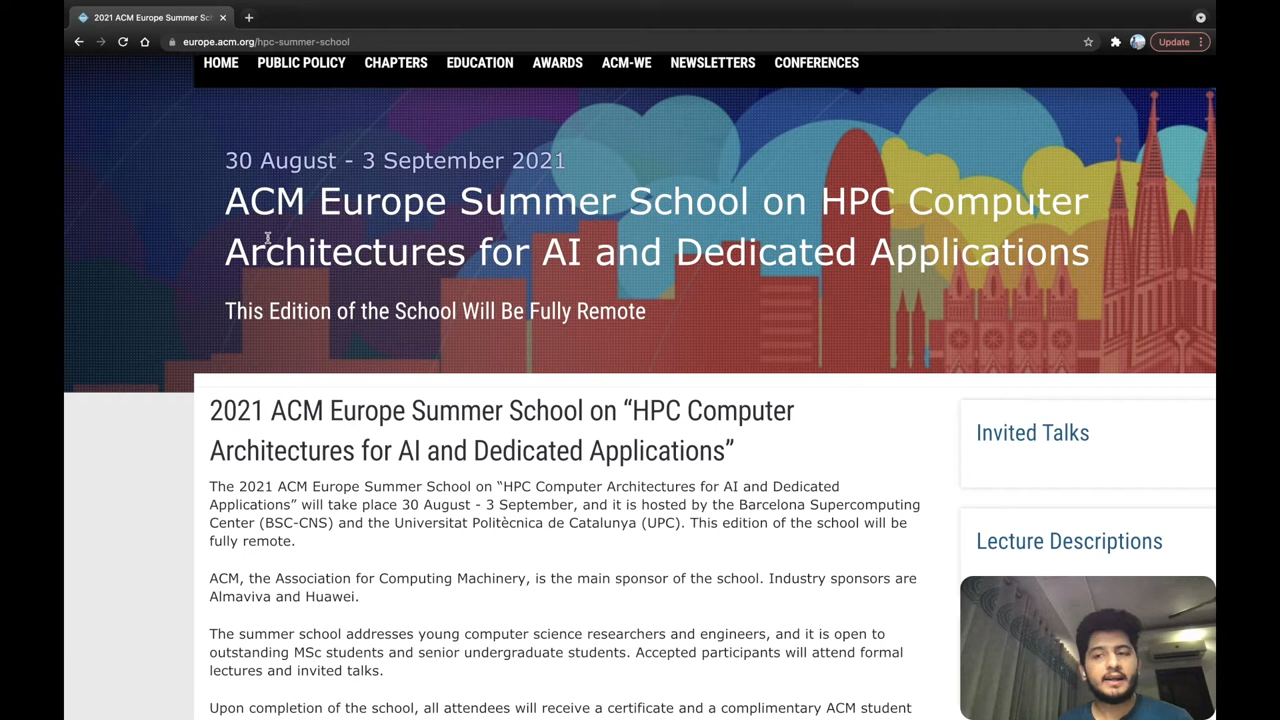 2021 ACM Europe Summer Sc
europe.acm.org/hpc-summer-school
Update
HOME PUBLIC POLICY CHAPTERS EDUCATION AWARDS ACM-WE NEWSLETTERS CONFERENCES
30 August - 3 September 2021
ACM Europe Summer School on HPC Computer
Architectures for AI and Dedicated Applications
This Edition of the School Will Be Fully Remote
2021 ACM Europe Summer School on “HPC Computer
Architectures for AI and Dedicated Applications”
The 2021 ACM Europe Summer School on “HPC Computer Architectures for AI and Dedicated
Applications” will take place 30 August - 3 September, and it is hosted by the Barcelona Supercomputing
Center (BSC-CNS) and the Universitat Politècnica de Catalunya (UPC). This edition of the school will be
fully remote.
ACM, the Association for Computing Machinery, is the main sponsor of the school. Industry sponsors are
Almaviva and Huawei.
The summer school addresses young computer science researchers and engineers, and it is open to
outstanding MSc students and senior undergraduate students. Accepted participants will attend formal
lectures and invited talks.
Upon completion of the school, all attendees will receive a certificate and a complimentary ACM student
Invited Talks
Lecture Descriptions